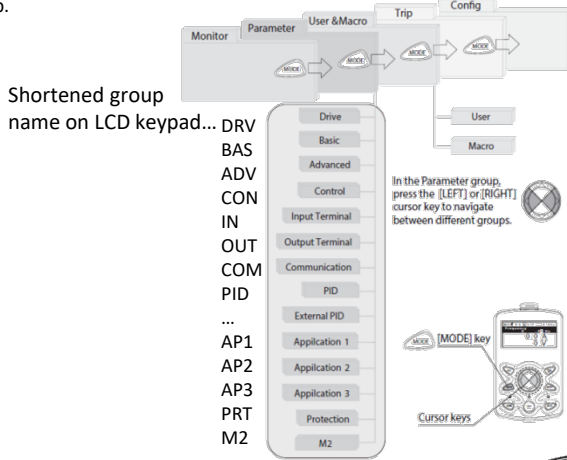 p.
Monitor
Parameter
User &Macro
Trip
Config
MODE
MODE
MODE
MODE
Shortened group
name on LCD keypad...
DRV
BAS
ADV
CON
IN
OUT
COM
PID
...
AP1
AP2
AP3
PRT
M2
Drive
Basic
Advanced
Control
Input Terminal
Output Terminal
Communication
PID
External PID
Appilcation 1
Appilcation 2
Appilcation 3
Protection
M2
User
Macro
In the Parameter group,
press the [[LEFT] or [RIGHT]
cursor key to navigate
between different groups.
MODE
[MODE] key
Cursor keys